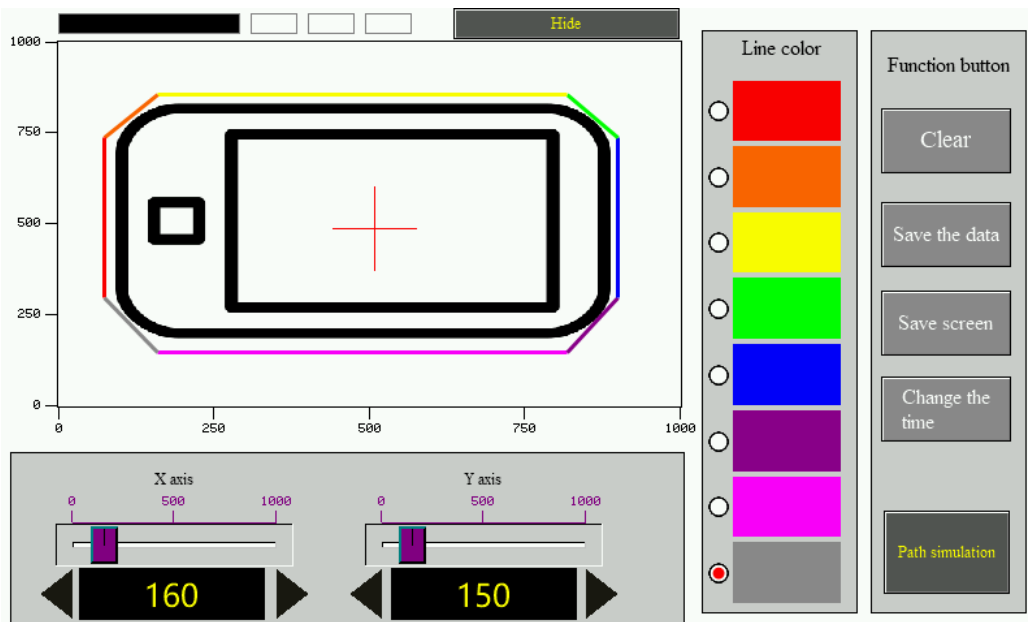 Hide
1000
750
500
250
0
0 250 500 750 1000
Line color
Function button
Clear
Save the data
Save screen
Change the
time
Path simulation
X axis
0 500 1000
160
Y axis
0 500 1000
150